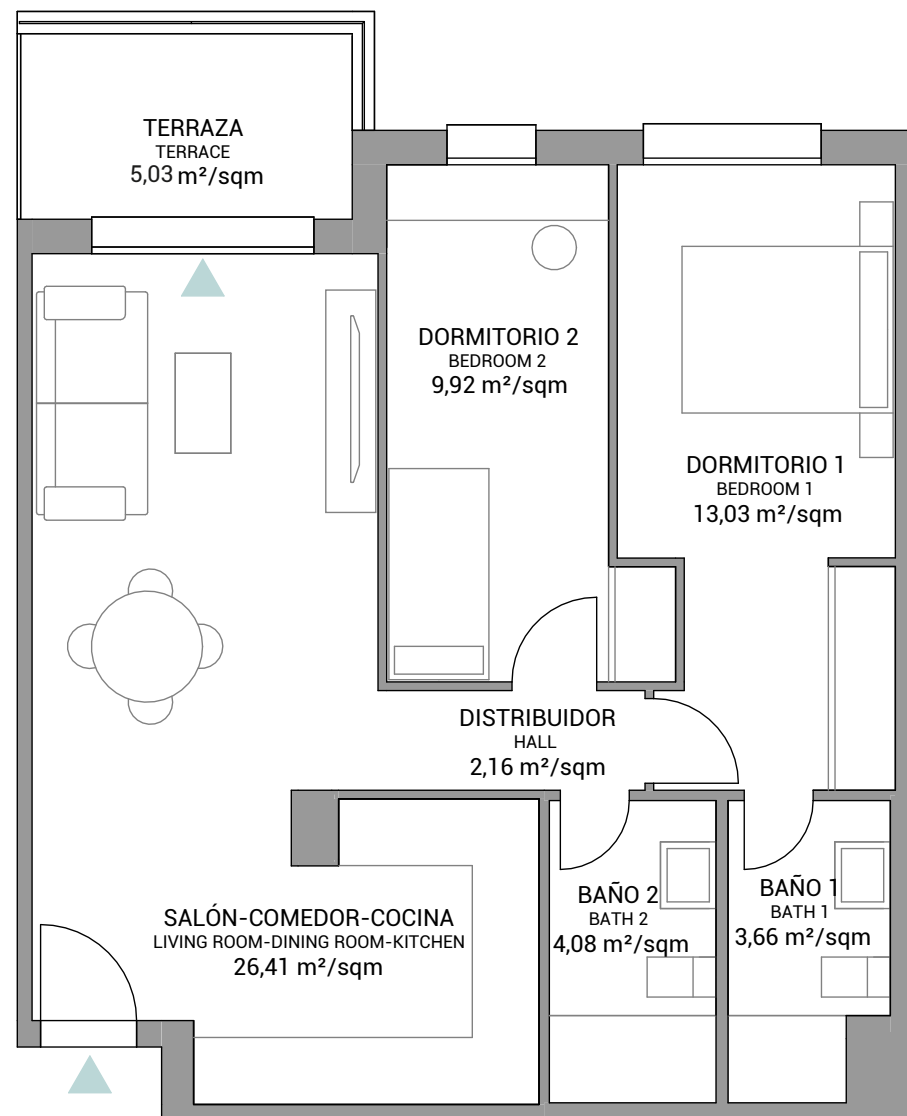 TERRAZA
TERRACE
5,03 m²/sqm
DORMITORIO 2
BEDROOM 2
9,92 m²/sqm
DORMITORIO 1
BEDROOM 1
13,03 m²/sqm
DISTRIBUIDOR
HALL
2,16 m²/sqm
SALÓN-COMEDOR-COCINA
LIVING ROOM-DINING ROOM-KITCHEN
26,41 m²/sqm
BAÑO 2
BATH 2
4,08 m²/sqm
BAÑO 1
BATH 1
3,66 m²/sqm